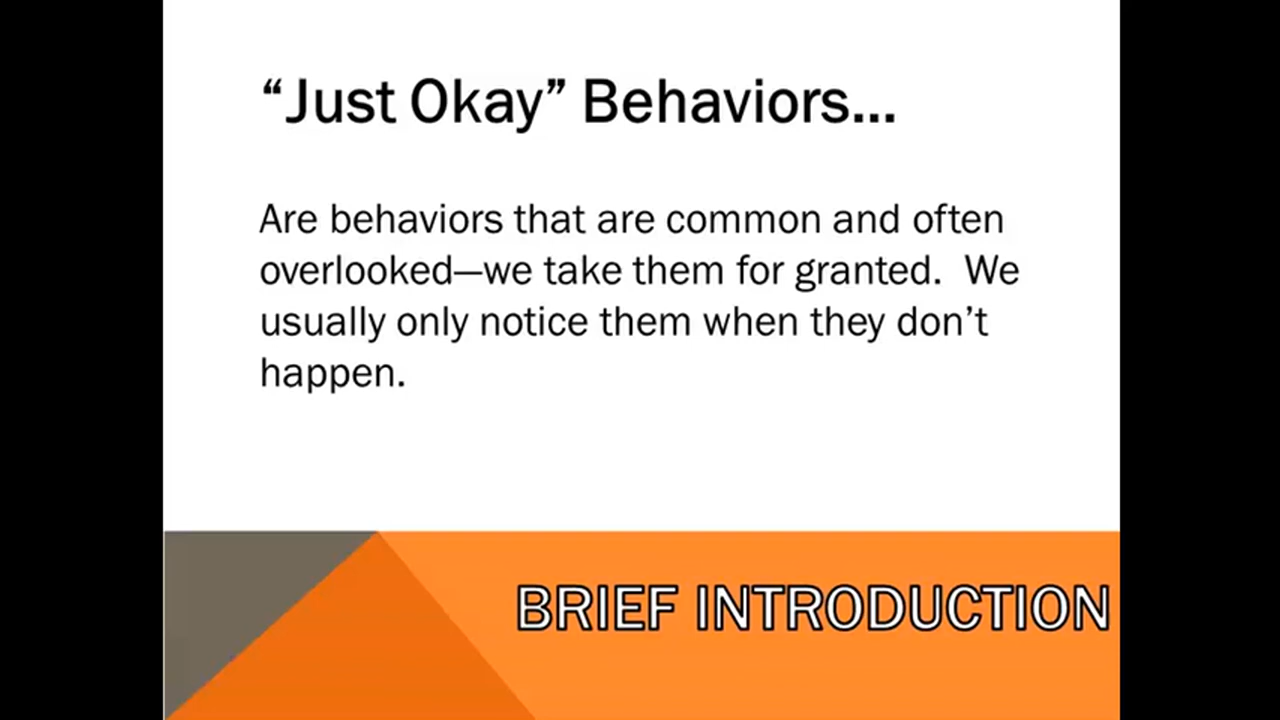 “Just Okay” Behaviors...
Are behaviors that are common and often
overlooked—we take them for granted.  We
usually only notice them when they don’t
happen.
BRIEF INTRODUCTION